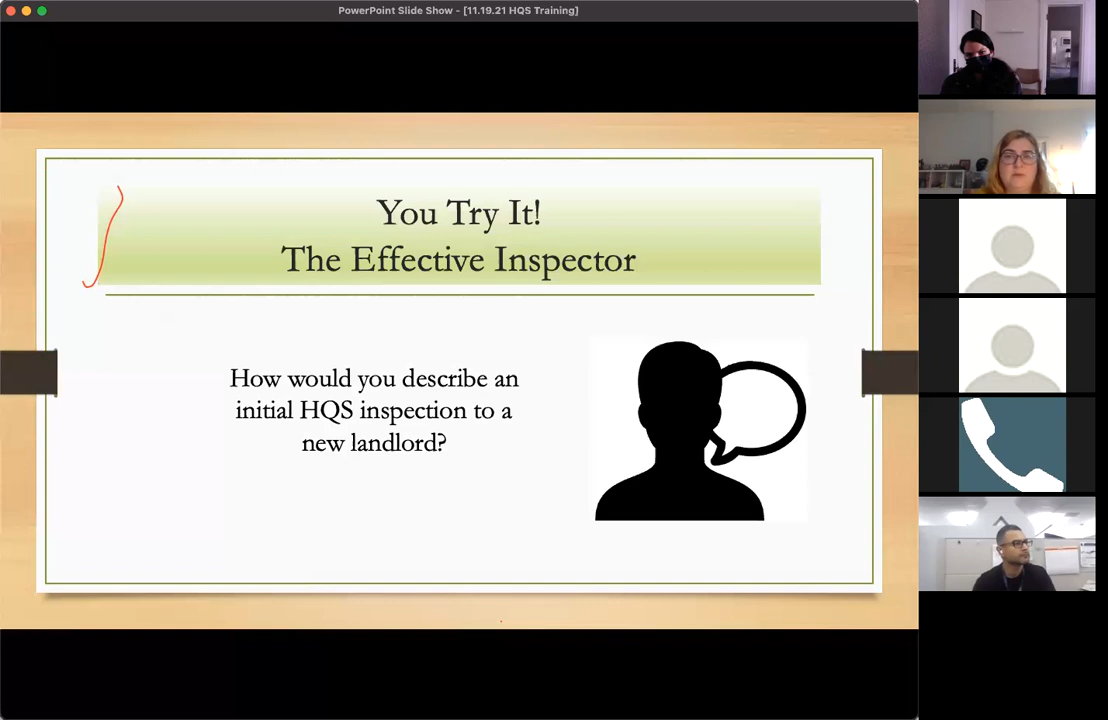 PowerPoint Slide Show - [11.19.21 HQS Training]
You Try It!
The Effective Inspector
How would you describe an
initial HQS inspection to a
new landlord?